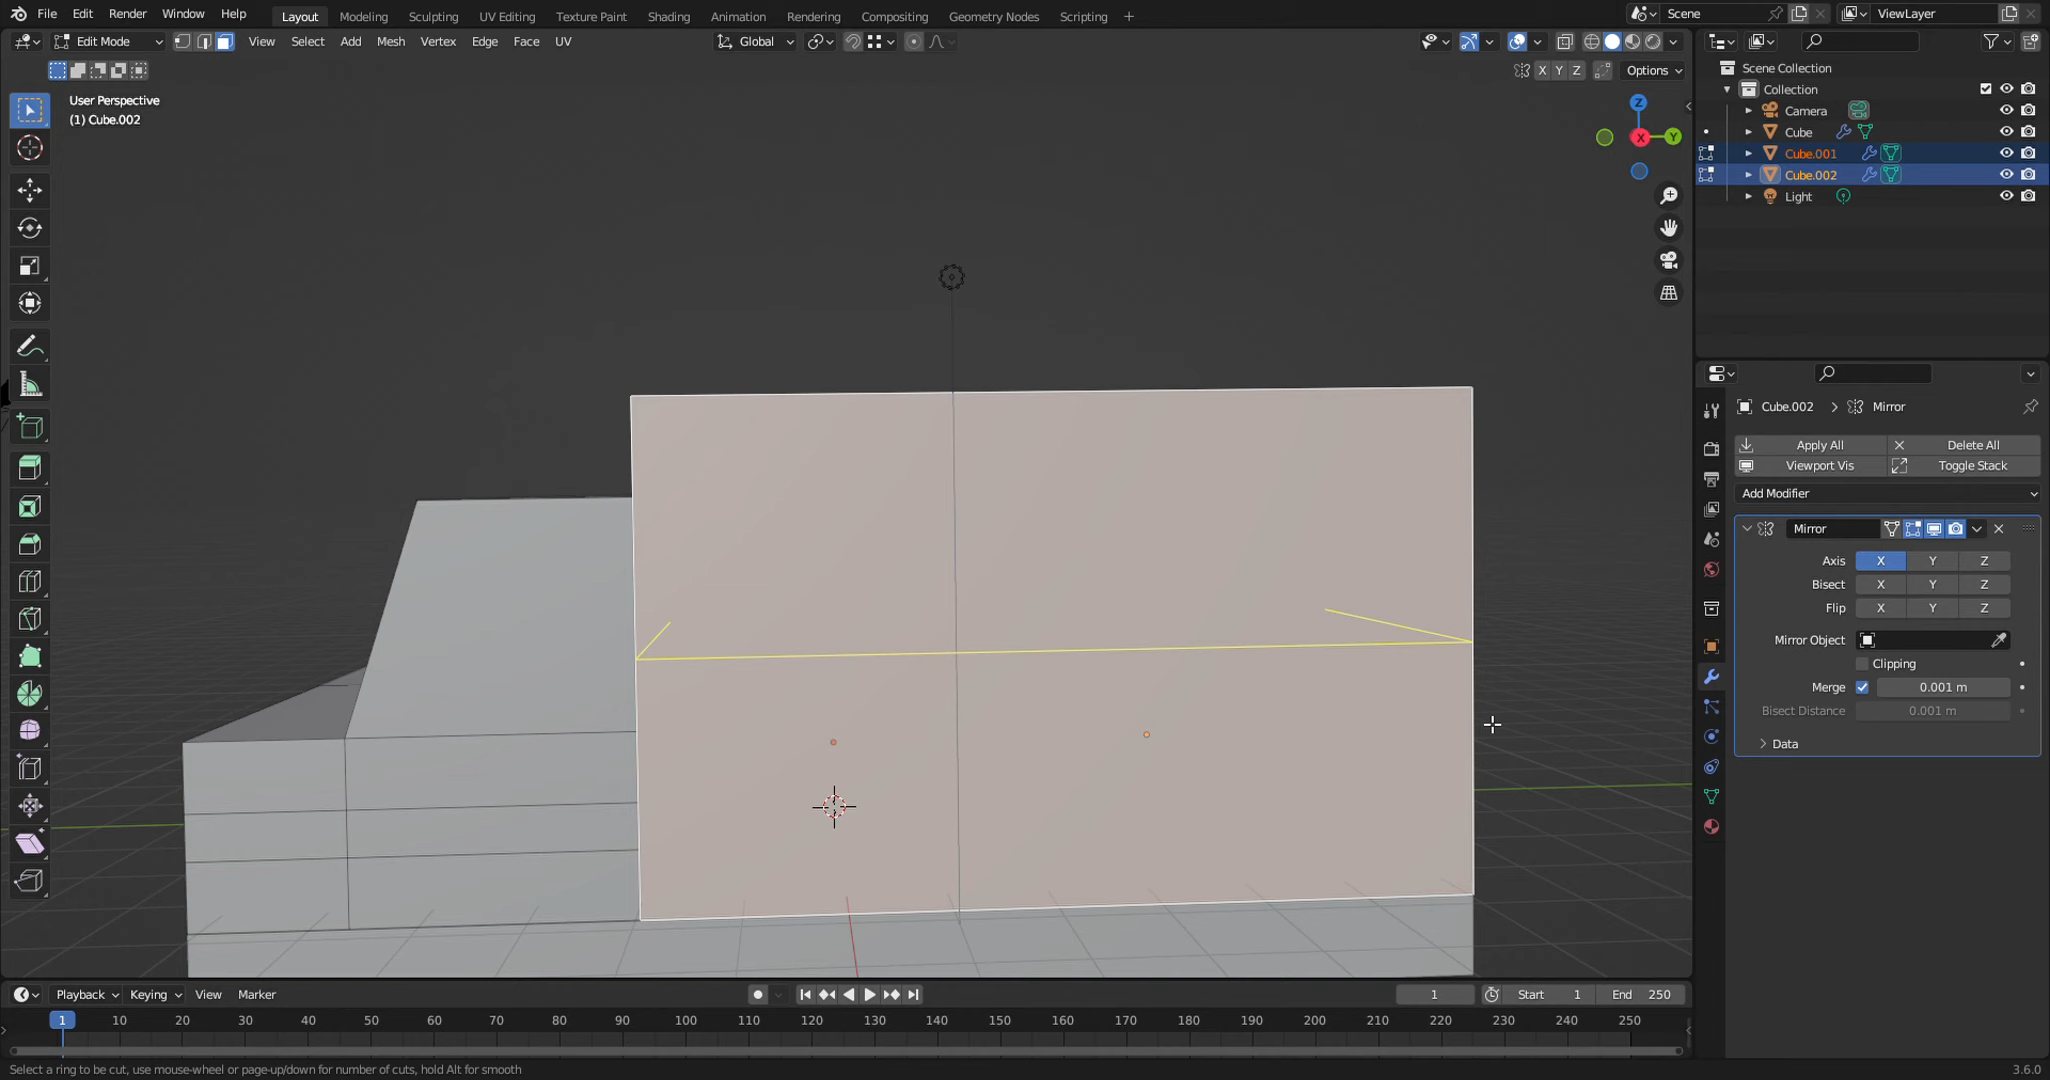 File Edit Render Window Help Layout Modeling Sculpting UV Editing Texture Paint Shading Animation Rendering Compositing Geometry Nodes Scripting + Scene ViewLayer
Edit Mode View Select Add Mesh Vertex Edge Face UV Global
X Y Z Options
User Perspective
(1) Cube.002
Z
X Y
Scene Collection
Collection
Camera
Cube
Cube.001
Cube.002
Light
Cube.002 > Mirror
Apply All Delete All
Viewport Vis Toggle Stack
Add Modifier
Mirror
Axis X Y Z
Bisect X Y Z
Flip X Y Z
Mirror Object
Clipping
Merge 0.001 m
Bisect Distance 0.001 m
Data
Playback Keying View Marker 1 Start 1 End 250
1 10 20 30 40 50 60 70 80 90 100 110 120 130 140 150 160 170 180 190 200 210 220 230 240 250
Select a ring to be cut, use mouse-wheel or page-up/down for number of cuts, hold Alt for smooth 3.6.0